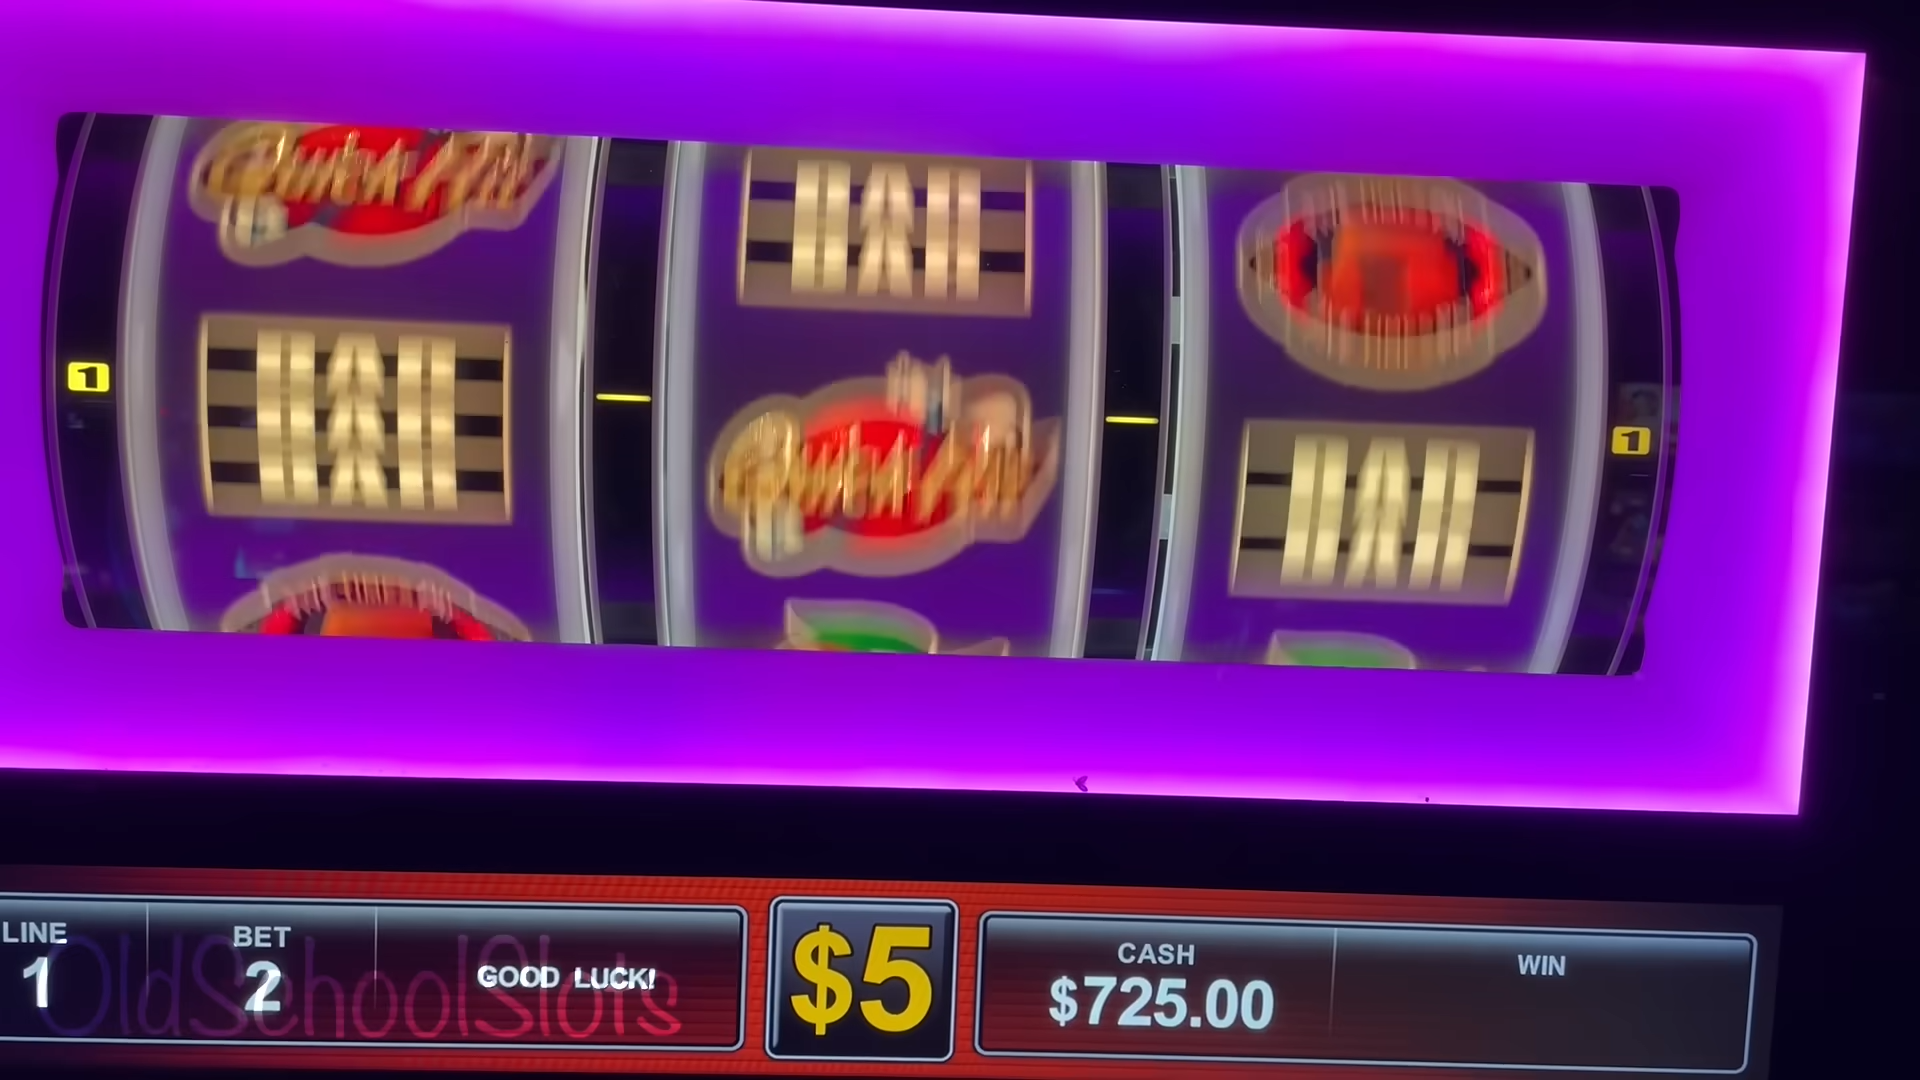 1
1
LINE
1
BET
2
GOOD LUCK!
$5
CASH
$725.00
WIN
OldSchoolSlots